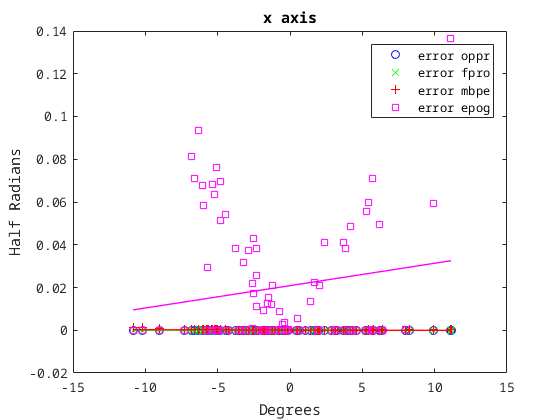 x axis
0.14
0.12
0.1
0.08
0.06
0.04
0.02
0
-0.02
Half Radians
error oppr
error fpro
error mbpe
error epog
-15 -10 -5 0 5 10 15
Degrees